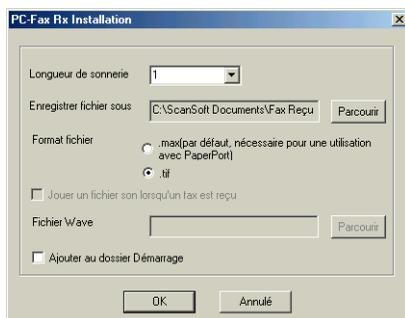 PC-Fax Rx Installation
Longueur de sonnerie 1
Enregistrer fichier sous C:\ScanSoft Documents\Fax Reçu Parcourir
Format fichier
.max(par défaut, nécessaire pour une utilisation
avec PaperPort)
.tif
Jouer un fichier son lorsqu'un tax est reçu
Fichier Wave Parcourir
Ajouter au dossier Démarrage
OK Annulé